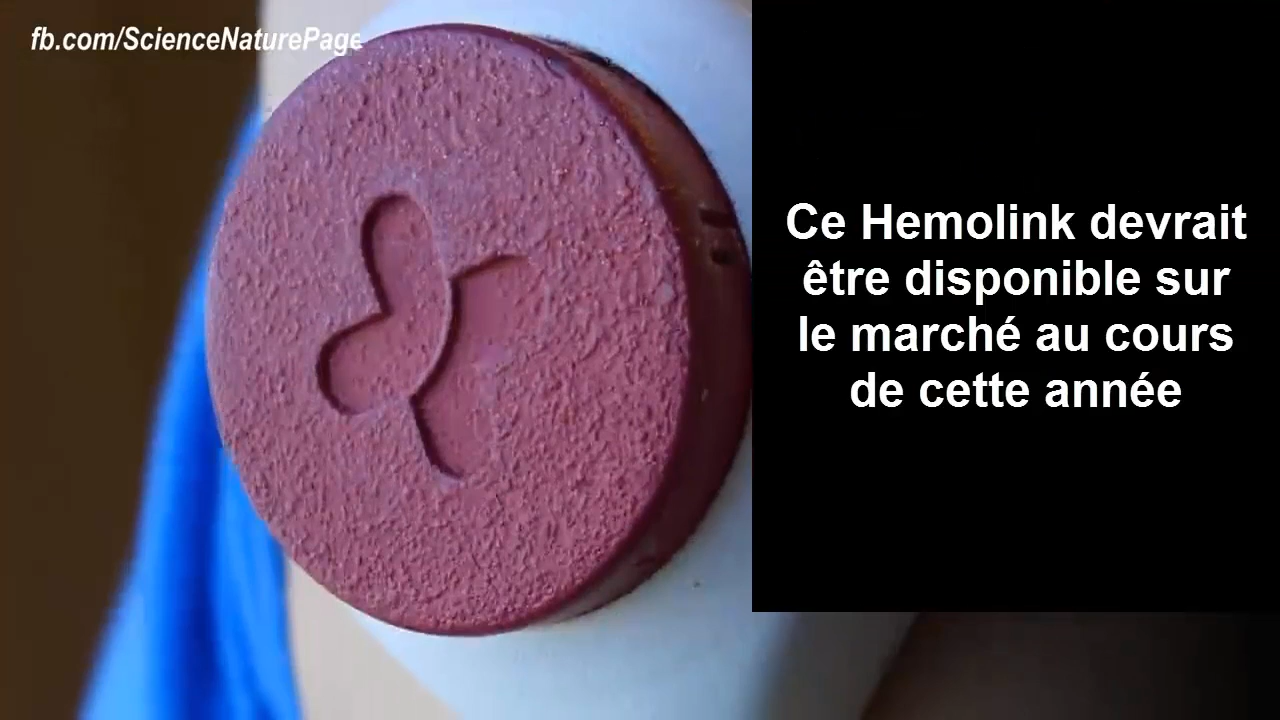 fb.com/ScienceNaturePage
Ce Hemolink devrait
être disponible sur
le marché au cours
de cette année